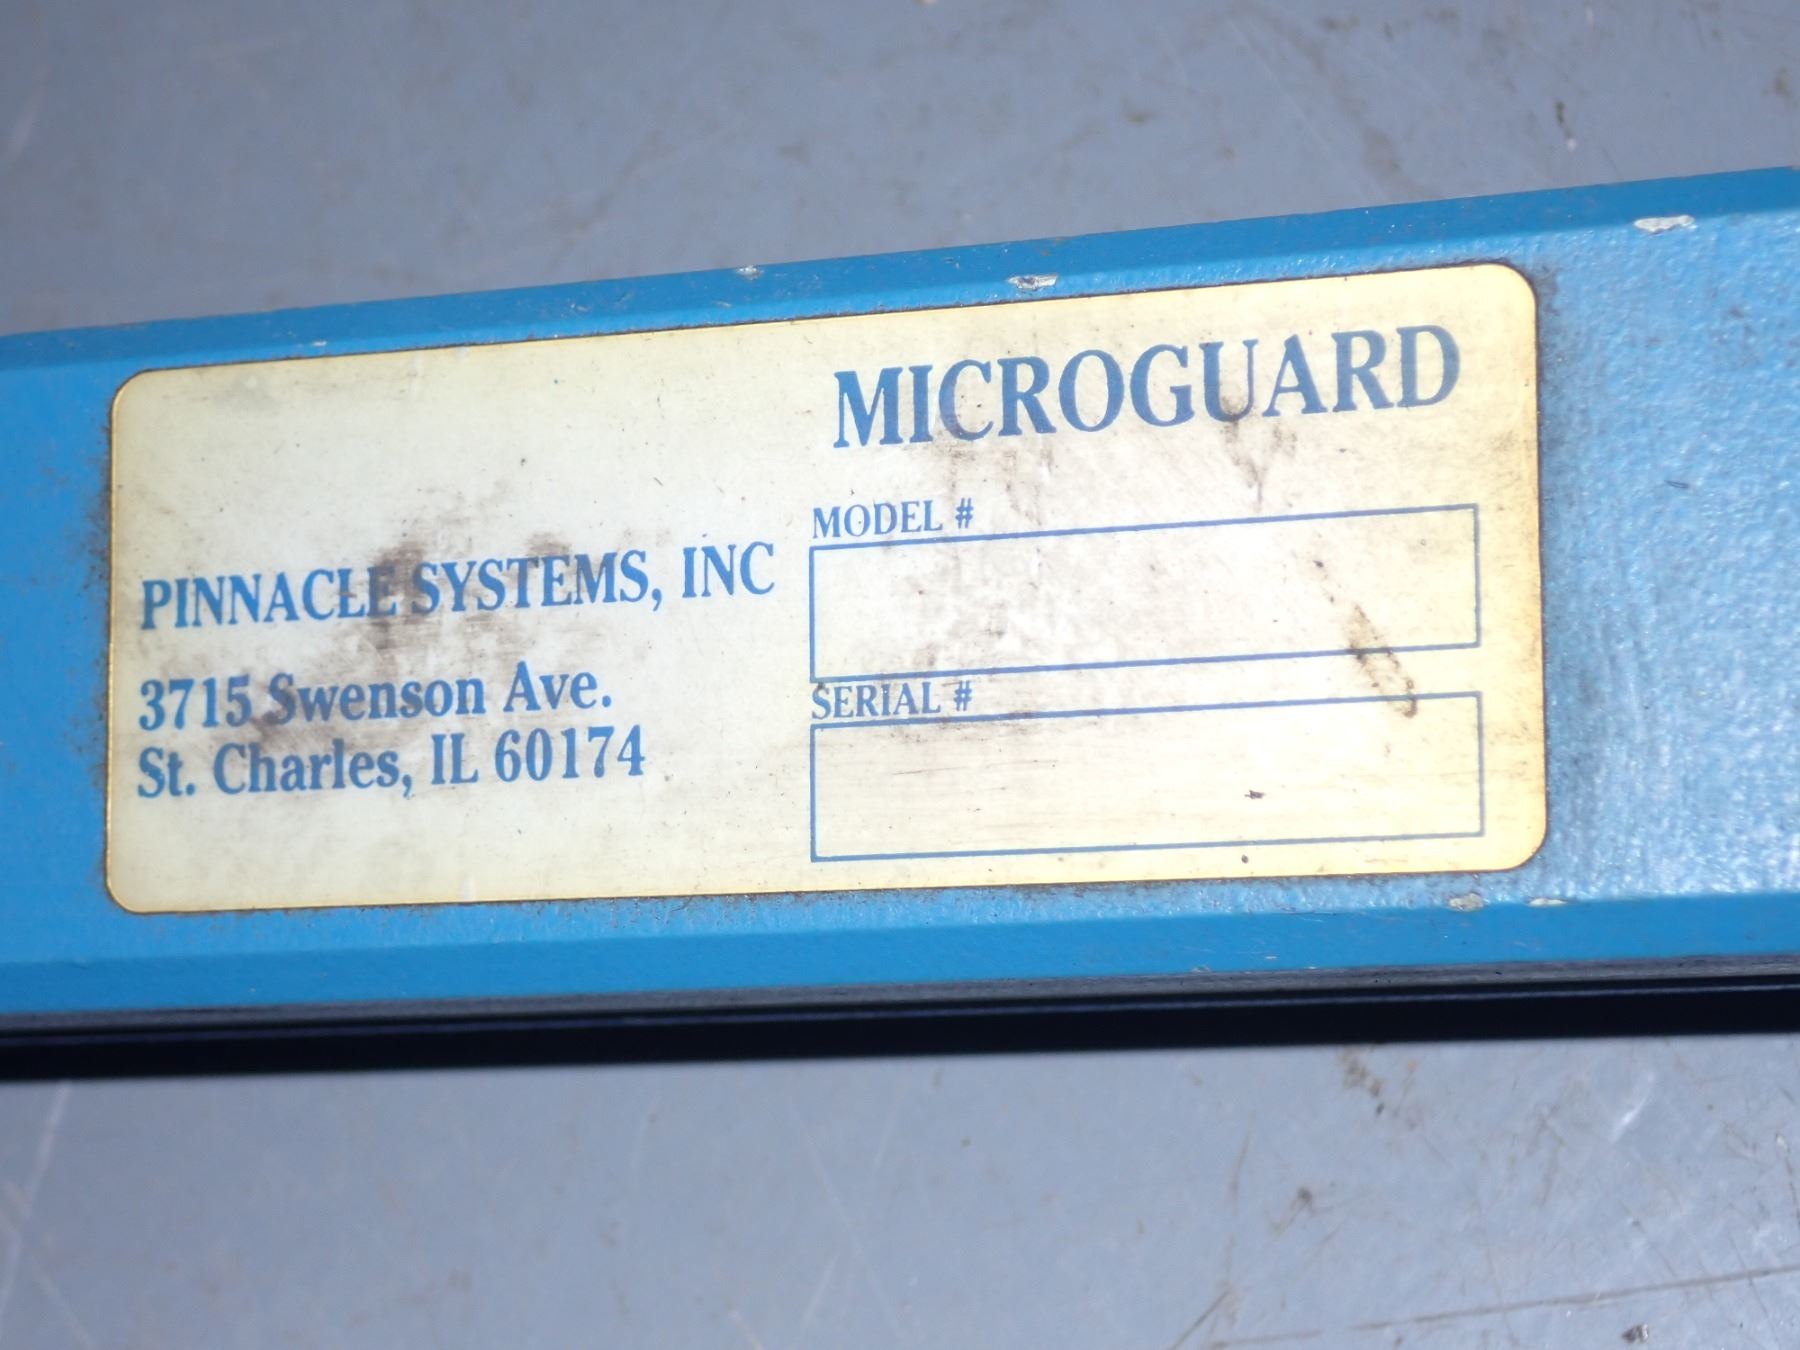 MICROGUARD
PINNACLE SYSTEMS, INC
3715 Swenson Ave.
St. Charles, IL 60174
MODEL #
SERIAL #